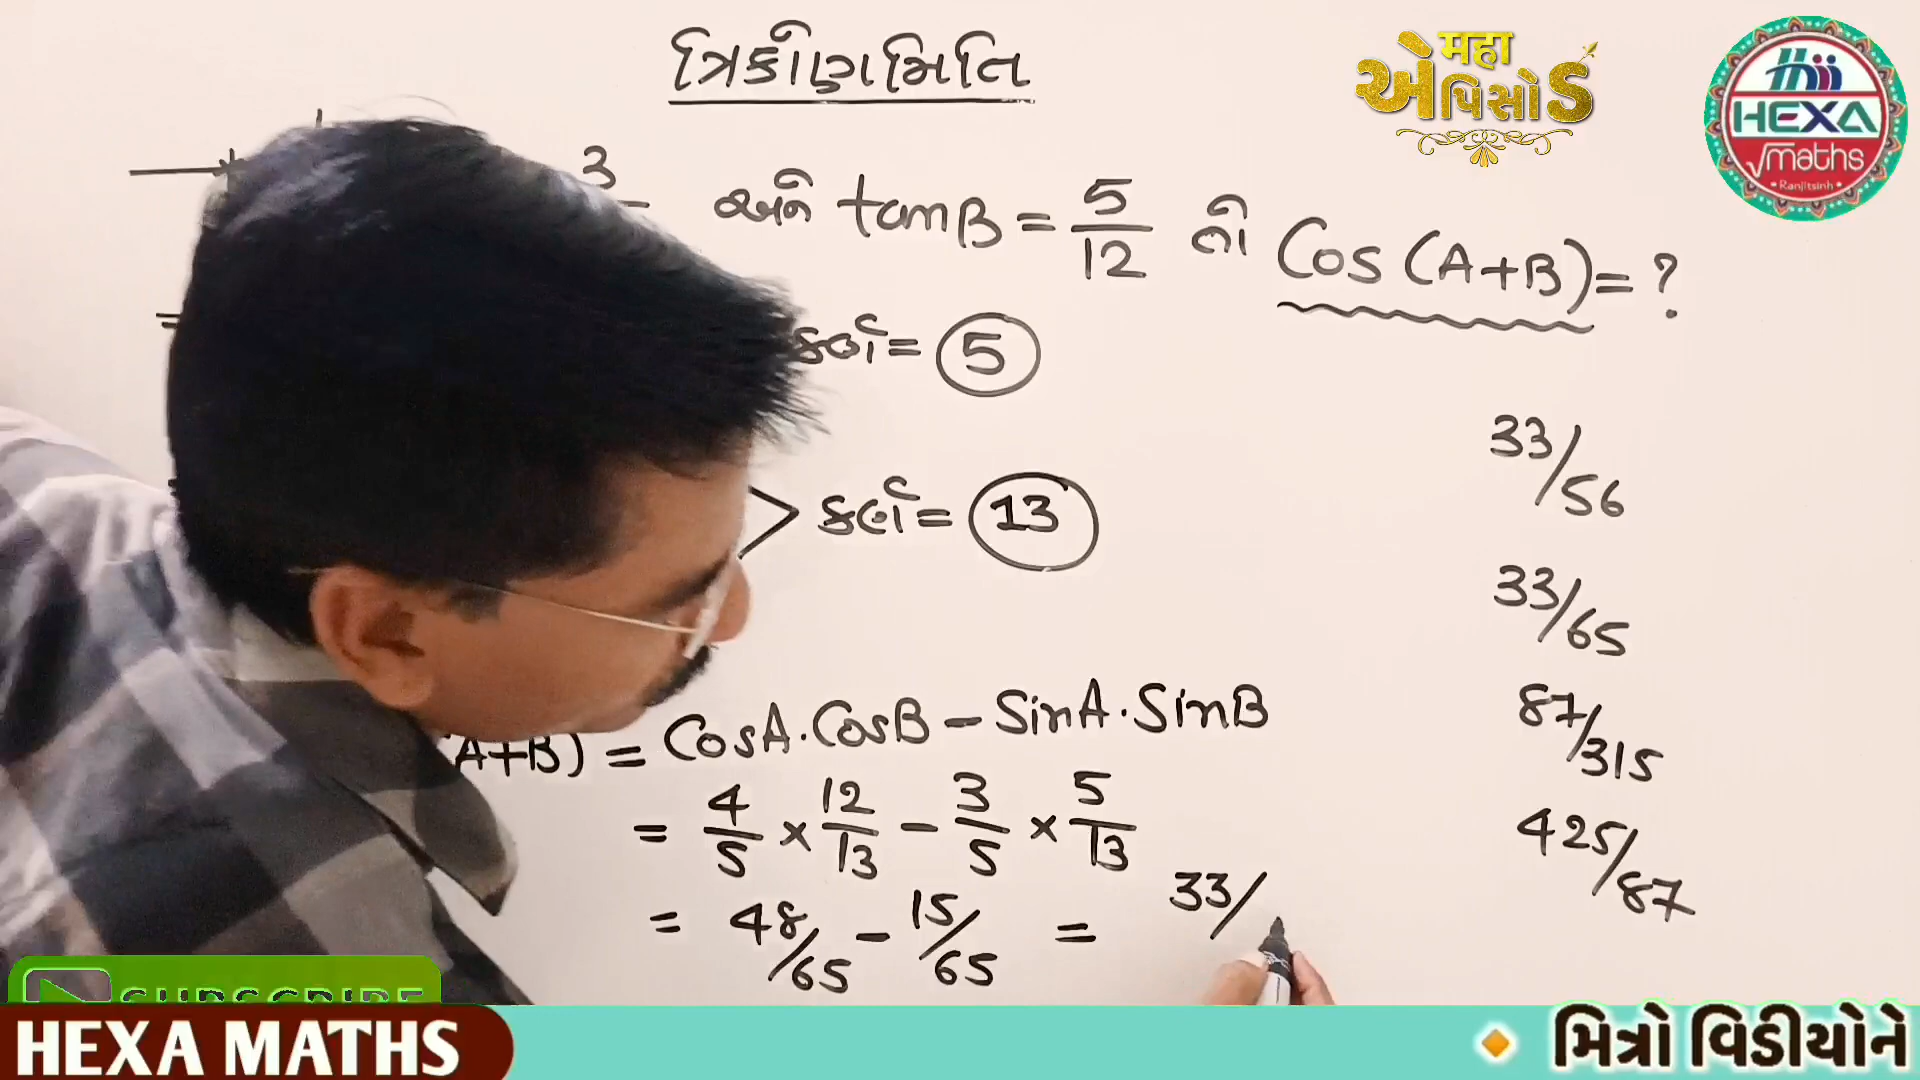 ત્રિકોણમિતિ
મહા
એપિસોડ
HEXA
√maths
Ranjitsinh
3 અને tanB = 5/12 તો Cos (A+B) = ?
કર્ણ = 5
33/56
> કર્ણ = 13
33/65
(A+B) = CosA.CosB - SinA.SinB
87/315
= 4/5 × 12/13 - 3/5 × 5/13
425/87
= 48/65 - 15/65 = 33/
SUBSCRIBE
HEXA MATHS
મિત્રો વિડીયોને